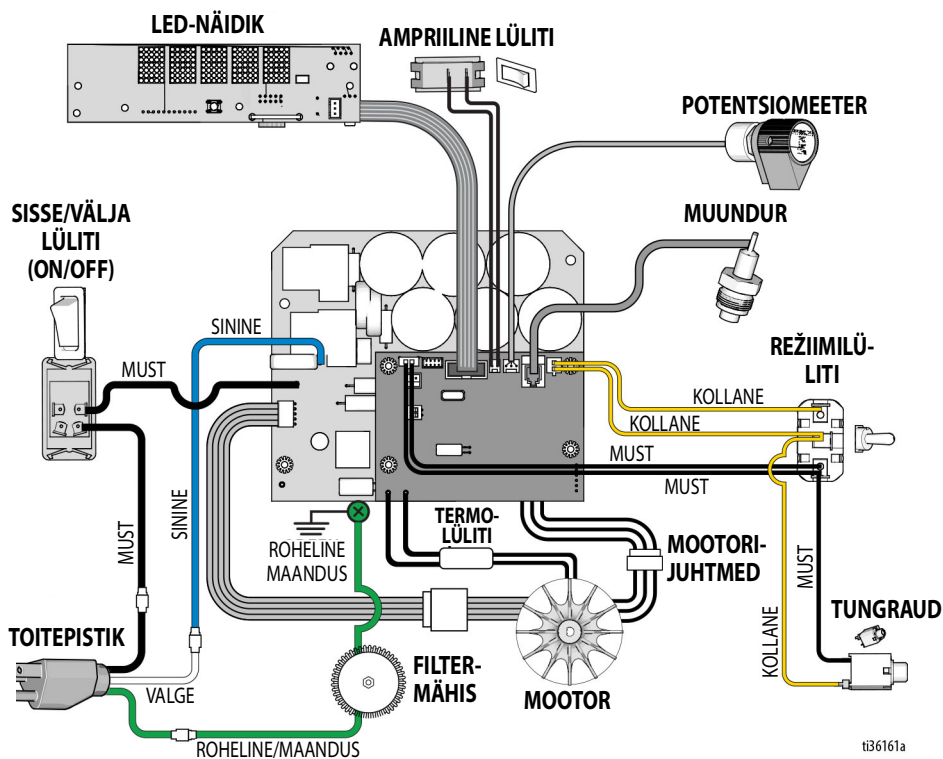 LED-NÄIDIK
AMPRIILINE LÜLITI
POTENTSIOMEETER
MUUNDUR
SISSE/VÄLJA
LÜLITI
(ON/OFF)
SININE
MUST
REŽIIMILÜ-
LITI
KOLLANE
KOLLANE
MUST
MUST
MUST
SININE
ROHELINE
MAANDUS
TERMO-
LÜLITI
MOOTORI-
JUHTMED
MUST
KOLLANE
TUNGRAUD
TOITEPISTIK
VALGE
FILTER-
MÄHIS
MOOTOR
ROHELINE/MAANDUS
ti36161a